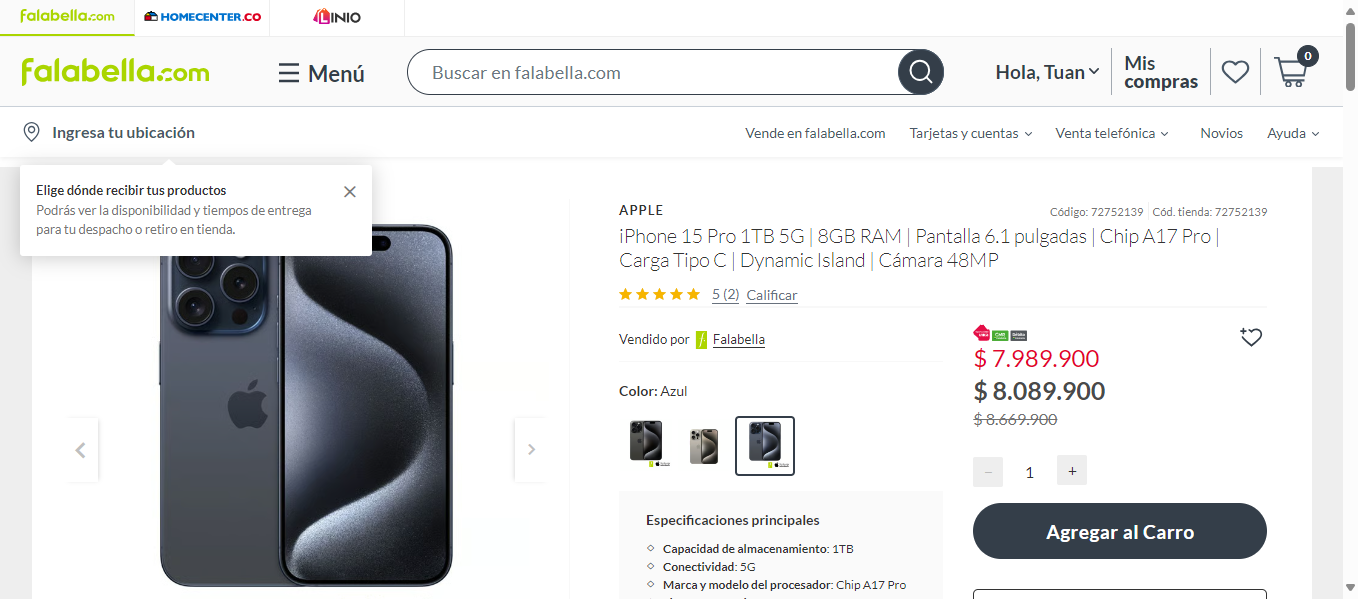 falabella.com
HOMECENTER.CO
LINIO
falabella.com
Menú
Buscar en falabella.com
Hola, Tuan
Mis
compras
0
Ingresa tu ubicación
Vende en falabella.com
Tarjetas y cuentas
Venta telefónica
Novios
Ayuda
Elige dónde recibir tus productos
Podrás ver la disponibilidad y tiempos de entrega
para tu despacho o retiro en tienda.
APPLE
Código: 72752139
Cód. tienda: 72752139
iPhone 15 Pro 1TB 5G | 8GB RAM | Pantalla 6.1 pulgadas | Chip A17 Pro |
Carga Tipo C | Dynamic Island | Cámara 48MP
5 (2)
Calificar
Vendido por
Falabella
$ 7.989.900
$ 8.089.900
$ 8.669.900
Color: Azul
- 1 +
Agregar al Carro
Especificaciones principales
Capacidad de almacenamiento: 1TB
Conectividad: 5G
Marca y modelo del procesador: Chip A17 Pro